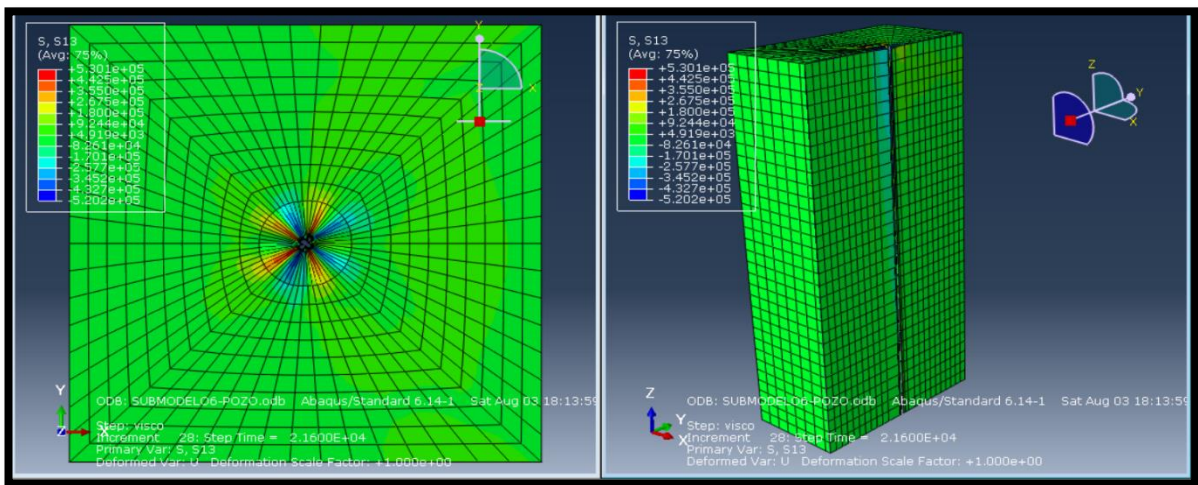 S, S13
(Avg: 75%)
+5.301e+05
+4.425e+05
+3.550e+05
+2.675e+05
+1.800e+05
+9.244e+04
+4.919e+03
-8.261e+04
-1.701e+05
-2.577e+05
-3.452e+05
-4.327e+05
-5.202e+05
Y
X
Z
Y
Z
X
ODB: SUBMODELO6-POZO.odb Abaqus/Standard 6.14-1 Sat Aug 03 18:13:59
Step: visco
Increment 28: Step Time = 2.1600E+04
Primary Var: S, S13
Deformed Var: U Deformation Scale Factor: +1.000e+00
S, S13
(Avg: 75%)
+5.301e+05
+4.425e+05
+3.550e+05
+2.675e+05
+1.800e+05
+9.244e+04
+4.919e+03
-8.261e+04
-1.701e+05
-2.577e+05
-3.452e+05
-4.327e+05
-5.202e+05
Z
Y
X
Z
Y
X
ODB: SUBMODELO6-POZO.odb Abaqus/Standard 6.14-1 Sat Aug 03 18:13:59
Step: visco
Increment 28: Step Time = 2.1600E+04
Primary Var: S, S13
Deformed Var: U Deformation Scale Factor: +1.000e+00